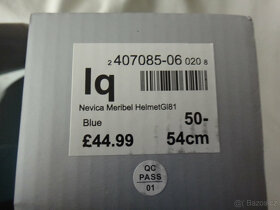 2 407085-06 020 8
lq
Nevica Meribel HelmetGl81
Blue
50-
£44.99
54cm
QC
PASS
01